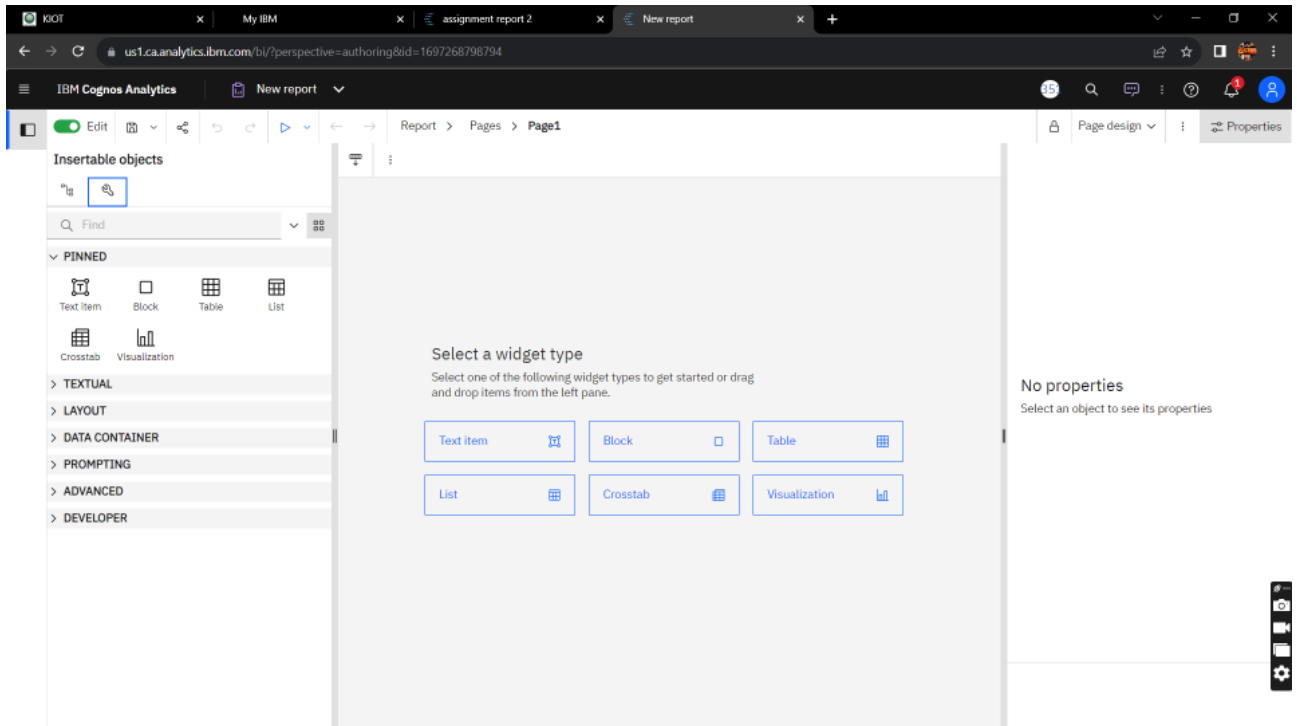 KIOT
My IBM
assignment report 2
New report
us1.ca.analytics.ibm.com/bi/?perspective=authoring&id=1697268798794
IBM Cognos Analytics
New report
35
1
Edit
Report > Pages > Page1
Page design
Properties
Insertable objects
Find
PINNED
Text item Block Table List
Crosstab Visualization
TEXTUAL
LAYOUT
DATA CONTAINER
PROMPTING
ADVANCED
DEVELOPER
Select a widget type
Select one of the following widget types to get started or drag
and drop items from the left pane.
Text item Block Table
List Crosstab Visualization
No properties
Select an object to see its properties